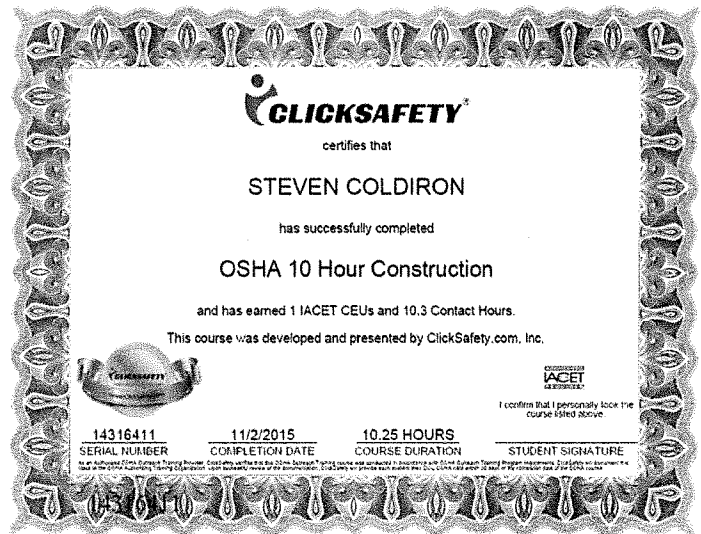 CLICKSAFETY®
certifies that
STEVEN COLDIRON
has successfully completed
OSHA 10 Hour Construction
and has earned 1 IACET CEUs and 10.3 Contact Hours.
This course was developed and presented by ClickSafety.com, Inc.
CLICKSAFETY
IACET
I confirm that I personally took the
course listed above.
14316411 11/2/2015 10.25 HOURS
SERIAL NUMBER COMPLETION DATE COURSE DURATION STUDENT SIGNATURE